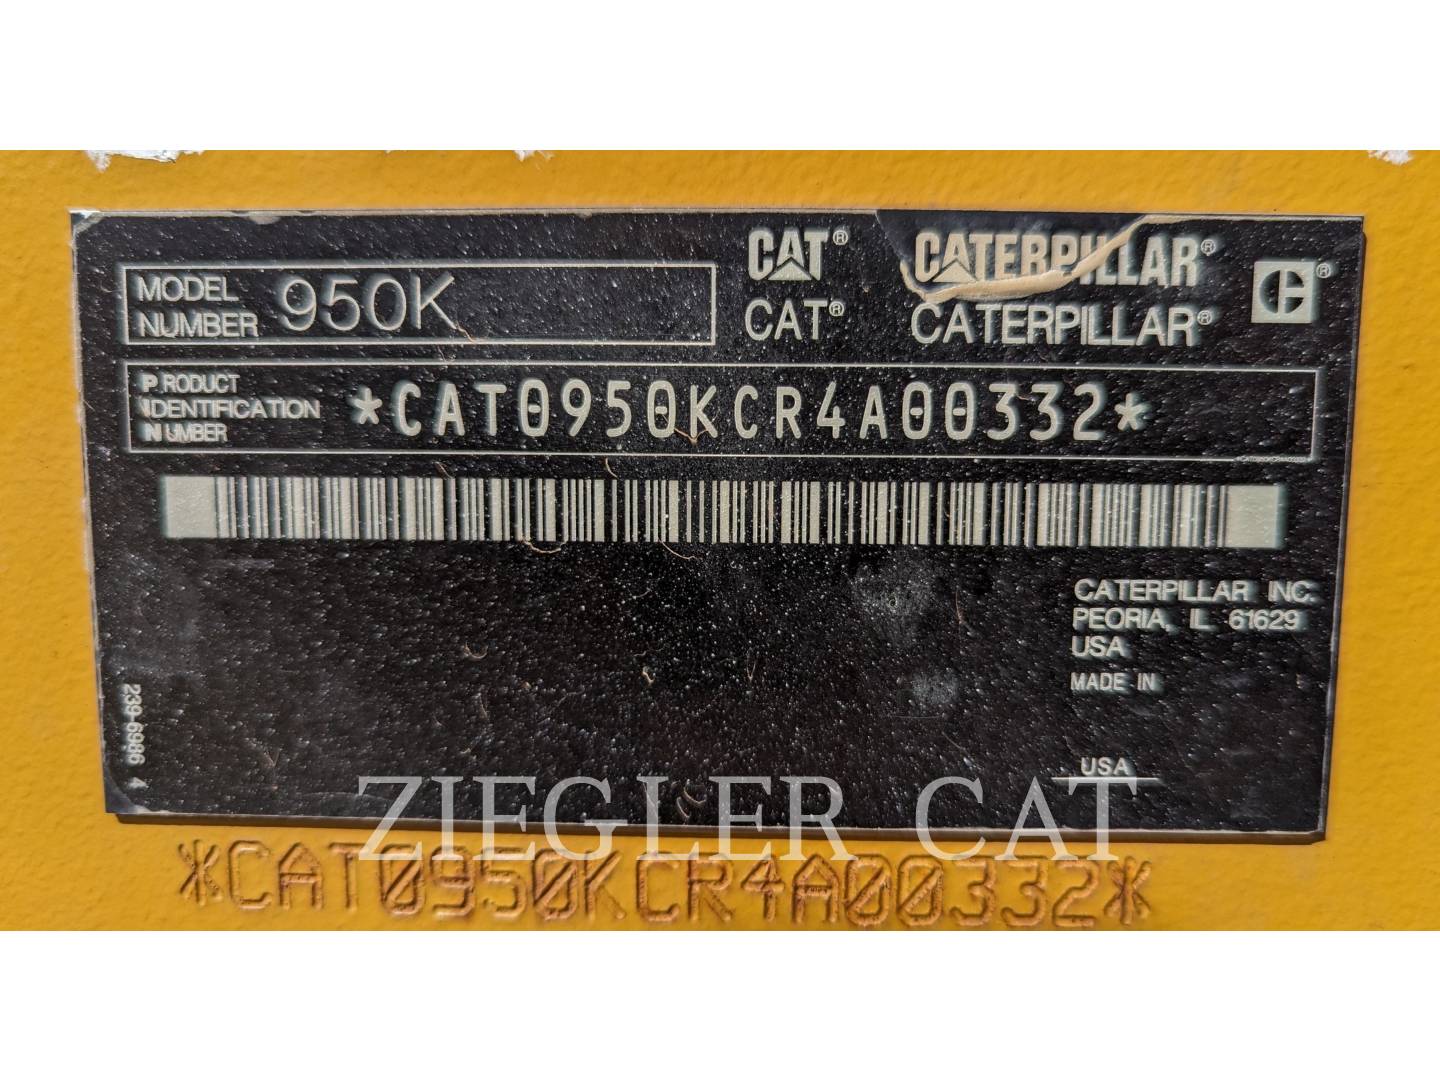 CAT® CATERPILLAR®
MODEL NUMBER 950K
CAT® CATERPILLAR®
PRODUCT IDENTIFICATION NUMBER *CAT0950KCR4A00332*
CATERPILLAR INC.
PEORIA, IL 61629
USA
MADE IN
USA
239-6986 4
ZIEGLER CAT
*CAT0950KCR4A00332*